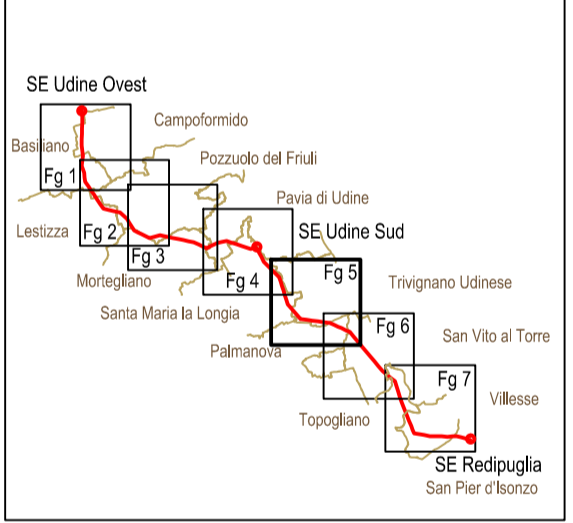 SE Udine Ovest
Campoformido
Basiliano
Pozzuolo del Friuli
Fg 1
Pavia di Udine
Lestizza
Fg 2
SE Udine Sud
Fg 3
Mortegliano
Fg 4
Fg 5
Trivignano Udinese
Santa Maria la Longia
Fg 6
San Vito al Torre
Palmanova
Fg 7
Villesse
Topogliano
SE Redipuglia
San Pier d'Isonzo